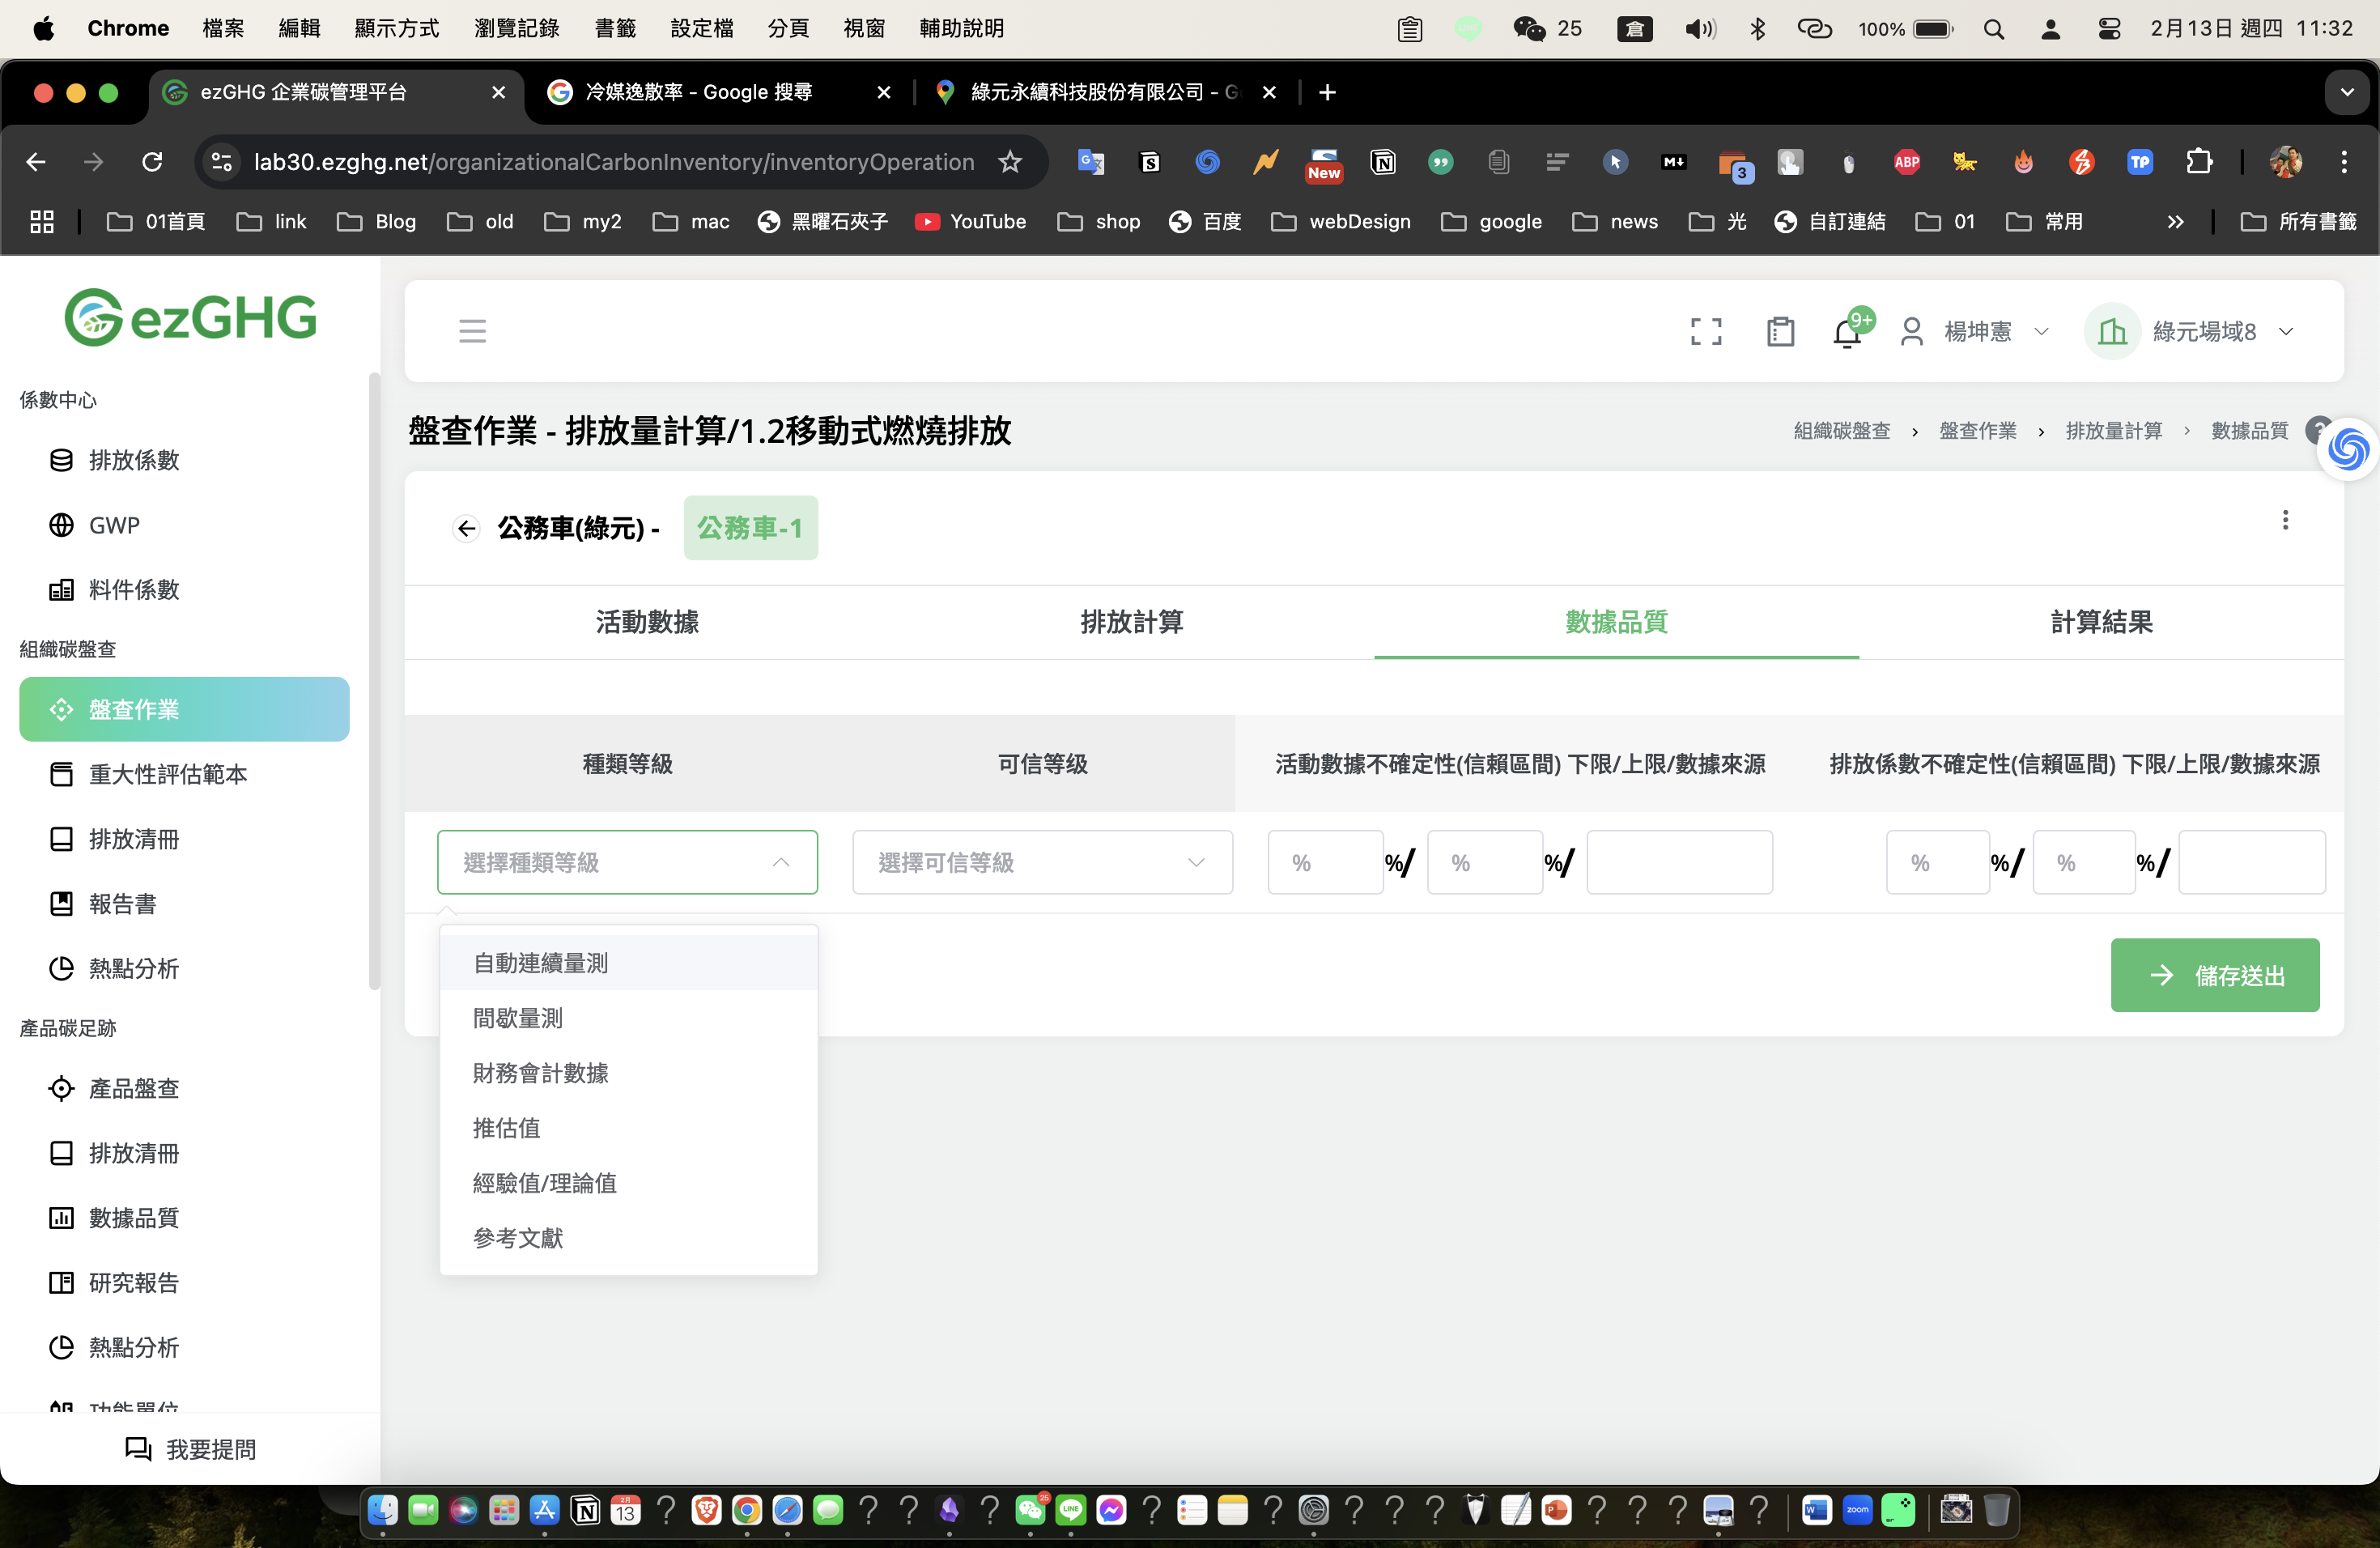 Chrome 檔案 編輯 顯示方式 瀏覽記錄 書籤 設定檔 分頁 視窗 輔助說明 25 倉 100% 2月13日 週四 11:32
ezGHG 企業碳管理平台 冷媒逸散率 - Google 搜尋 綠元永續科技股份有限公司 - G
lab30.ezghg.net/organizationalCarbonInventory/inventoryOperation New 3 ABP TP
01首頁 link Blog old my2 mac 黑曜石夾子 YouTube shop 百度 webDesign google news 光 自訂連結 01 常用 所有書籤
ezGHG
9+ 楊坤憲 綠元場域8
係數中心
排放係數
GWP
料件係數
組織碳盤查
盤查作業
重大性評估範本
排放清冊
報告書
熱點分析
產品碳足跡
產品盤查
排放清冊
數據品質
研究報告
熱點分析
功能單位
我要提問
盤查作業 - 排放量計算/1.2移動式燃燒排放
組織碳盤查 › 盤查作業 › 排放量計算 › 數據品質
公務車(綠元) - 公務車-1
活動數據 排放計算 數據品質 計算結果
種類等級 可信等级 活動數據不確定性(信賴區間) 下限/上限/數據來源 排放係數不確定性(信賴區間) 下限/上限/數據來源
選擇種類等級 選擇可信等級 % %/ % %/ % %/ % %/
自動連續量測
間歇量測
財務會計數據
推估值
經驗值/理論值
參考文獻
儲存送出
2月 13 25 LINE zoom